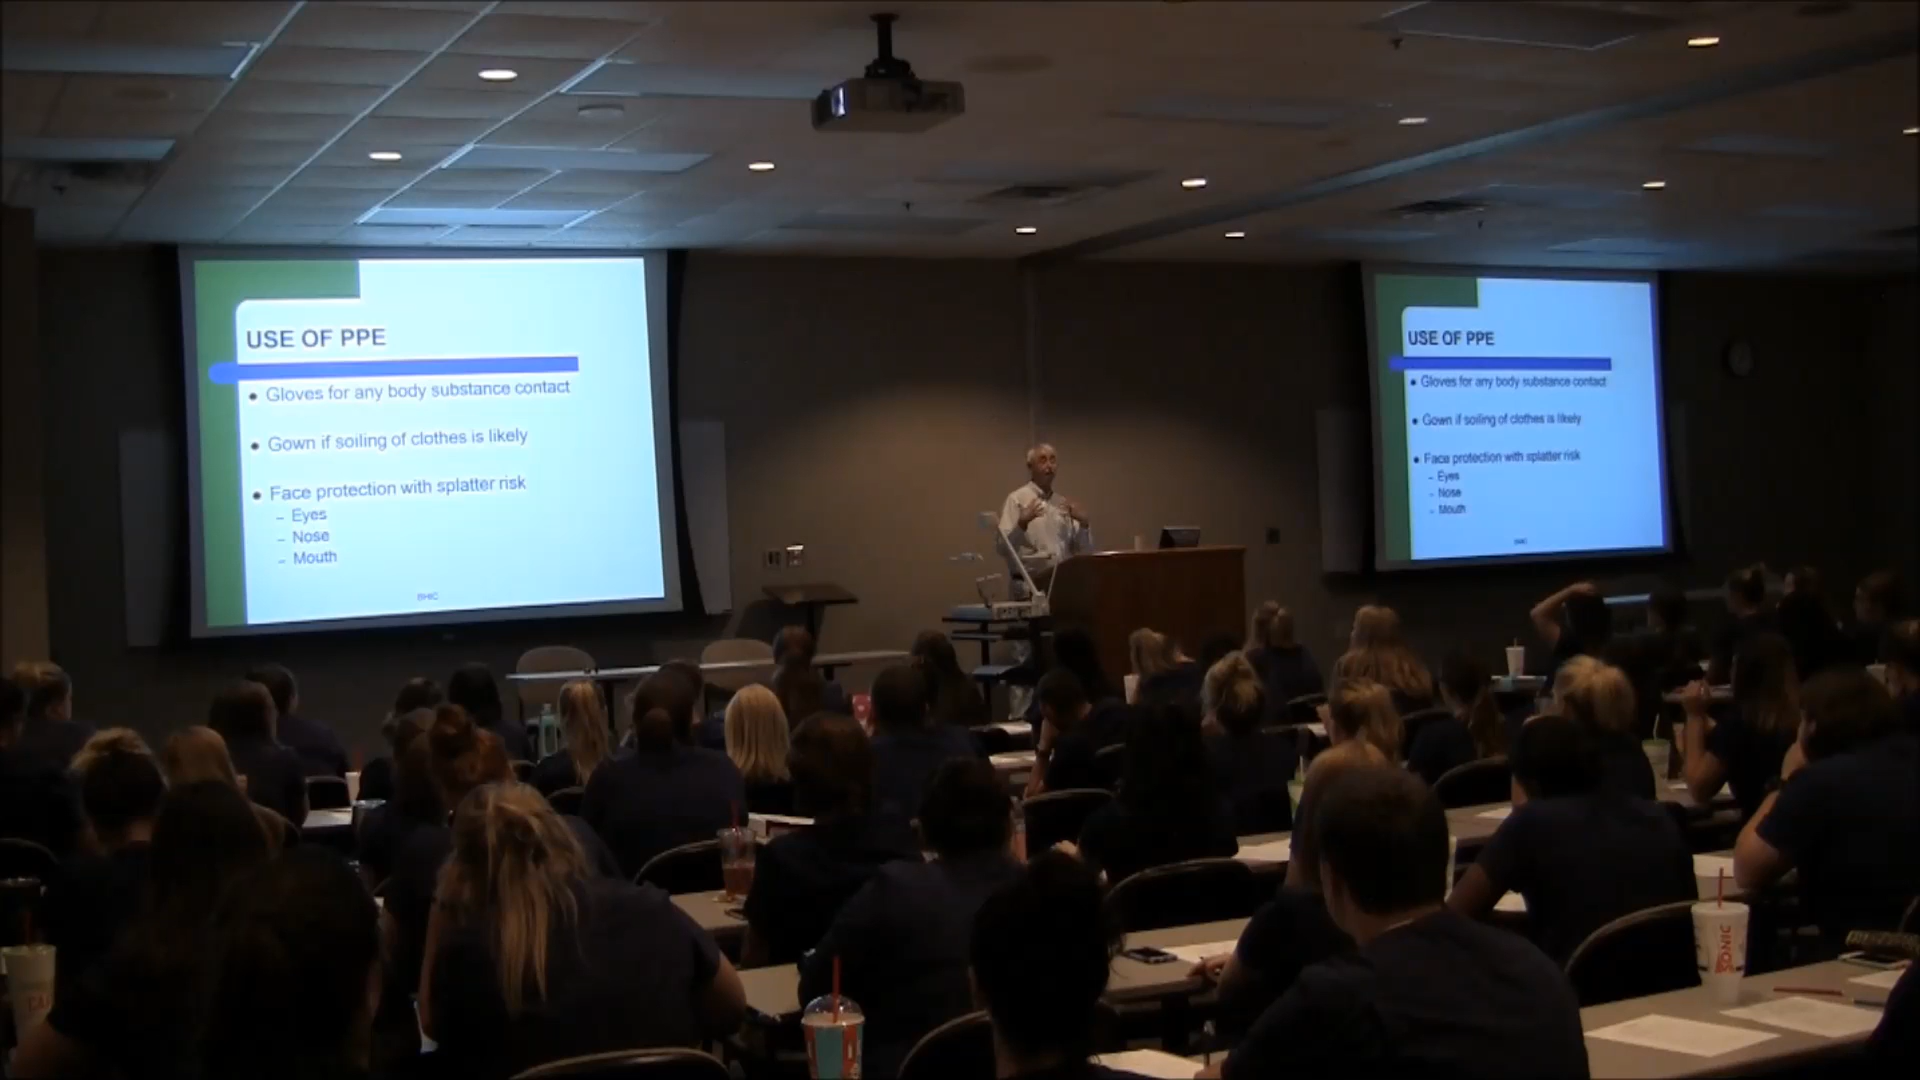 USE OF PPE
• Gloves for any body substance contact
• Gown if soiling of clothes is likely
• Face protection with splatter risk
– Eyes
– Nose
– Mouth
BHIC
USE OF PPE
• Gloves for any body substance contact
• Gown if soiling of clothes is likely
• Face protection with splatter risk
– Eyes
– Nose
– Mouth
BHIC
SONIC